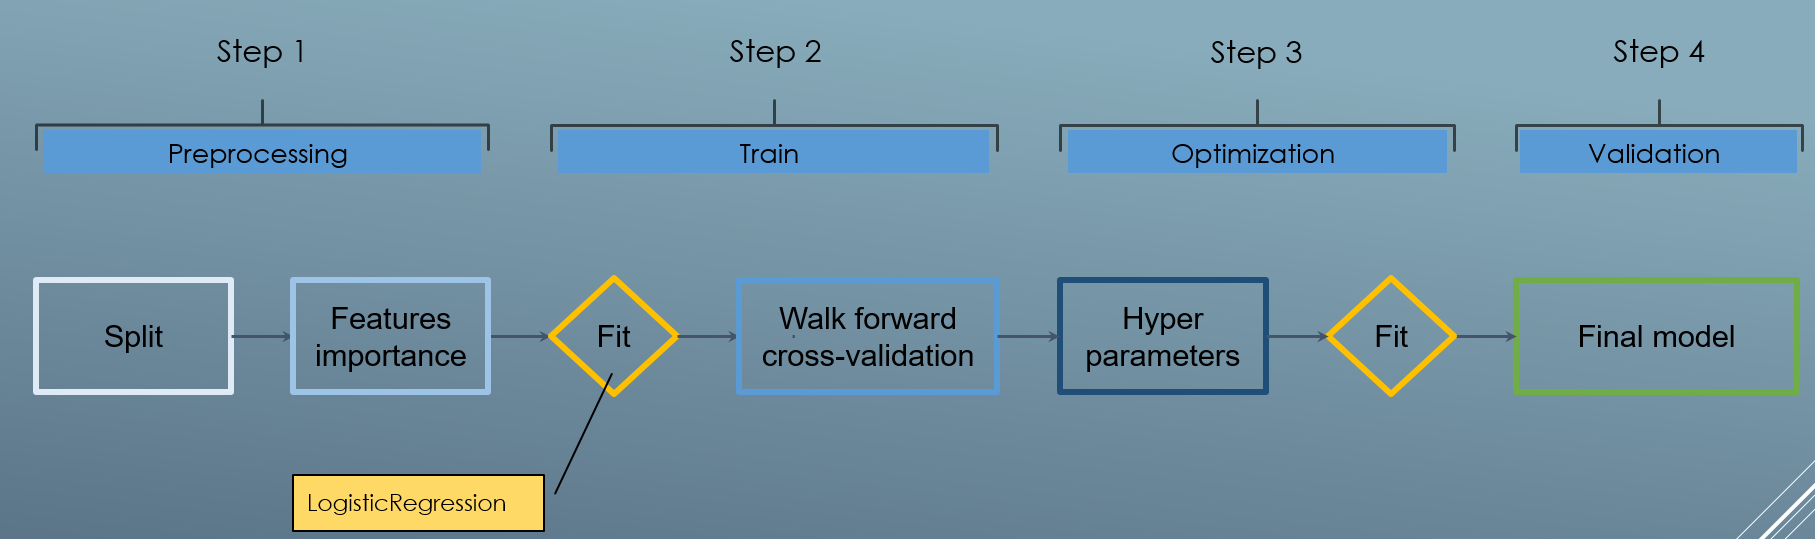 Step 1
Step 2
Step 3
Step 4
Preprocessing
Train
Optimization
Validation
Split
Features
importance
Fit
Walk forward
cross-validation
Hyper
parameters
Fit
Final model
LogisticRegression